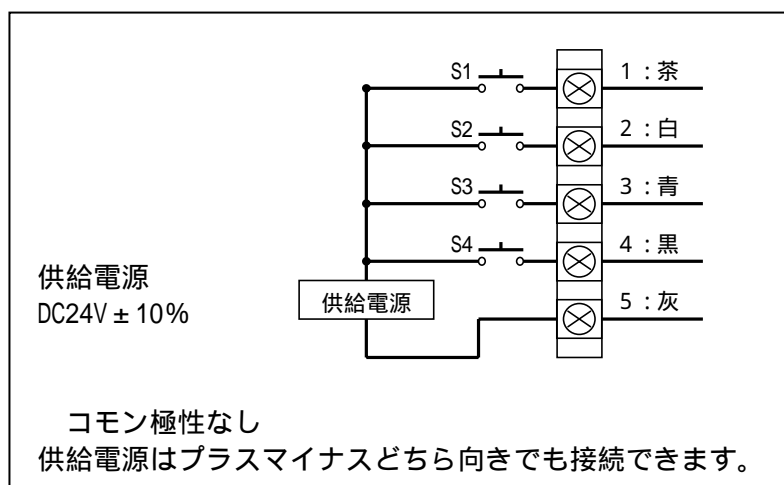 S1
1：茶
S2
2：白
S3
3：青
S4
4：黒
供給電源
DC24V±10%
供給電源
5：灰
コモン極性なし
供給電源はプラスマイナスどちら向きでも接続できます。